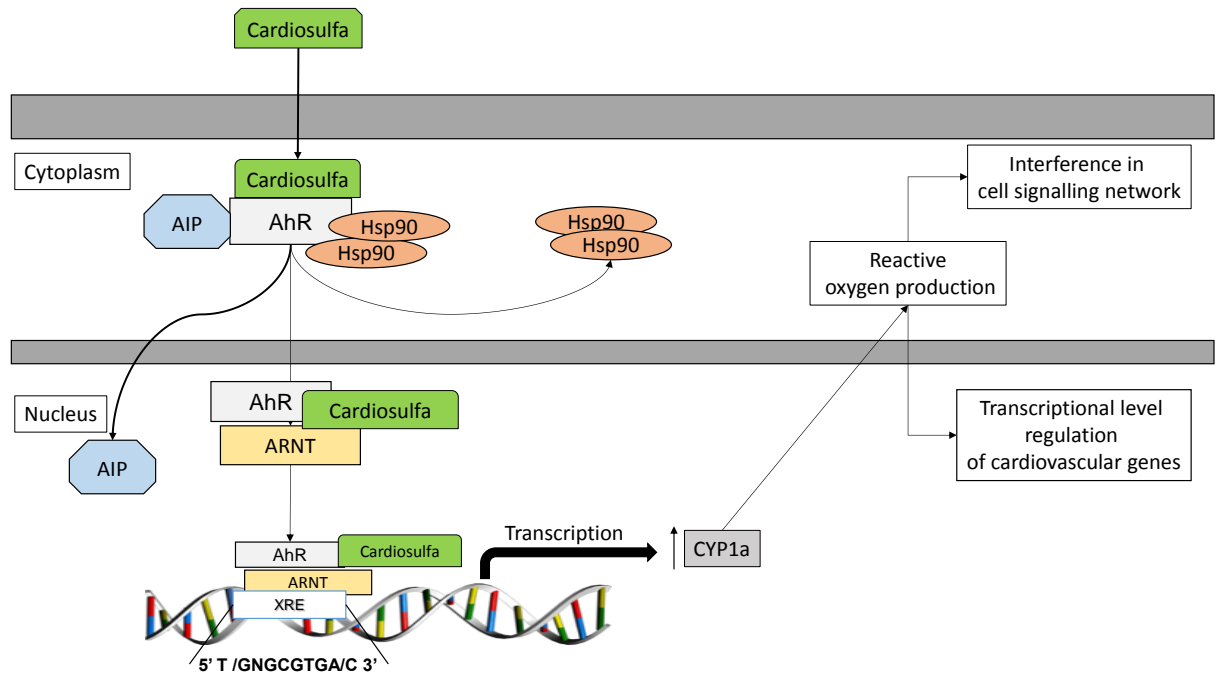 Cardiosulfa
Cytoplasm
Cardiosulfa
AIP
AhR
Hsp90
Hsp90
Hsp90
Hsp90
Interference in
cell signalling network
Reactive
oxygen production
Nucleus
AhR
Cardiosulfa
ARNT
AIP
Transcriptional level
regulation
of cardiovascular genes
Transcription
CYP1a
AhR
Cardiosulfa
ARNT
XRE
5’ T /GNGCGTGA/C 3’